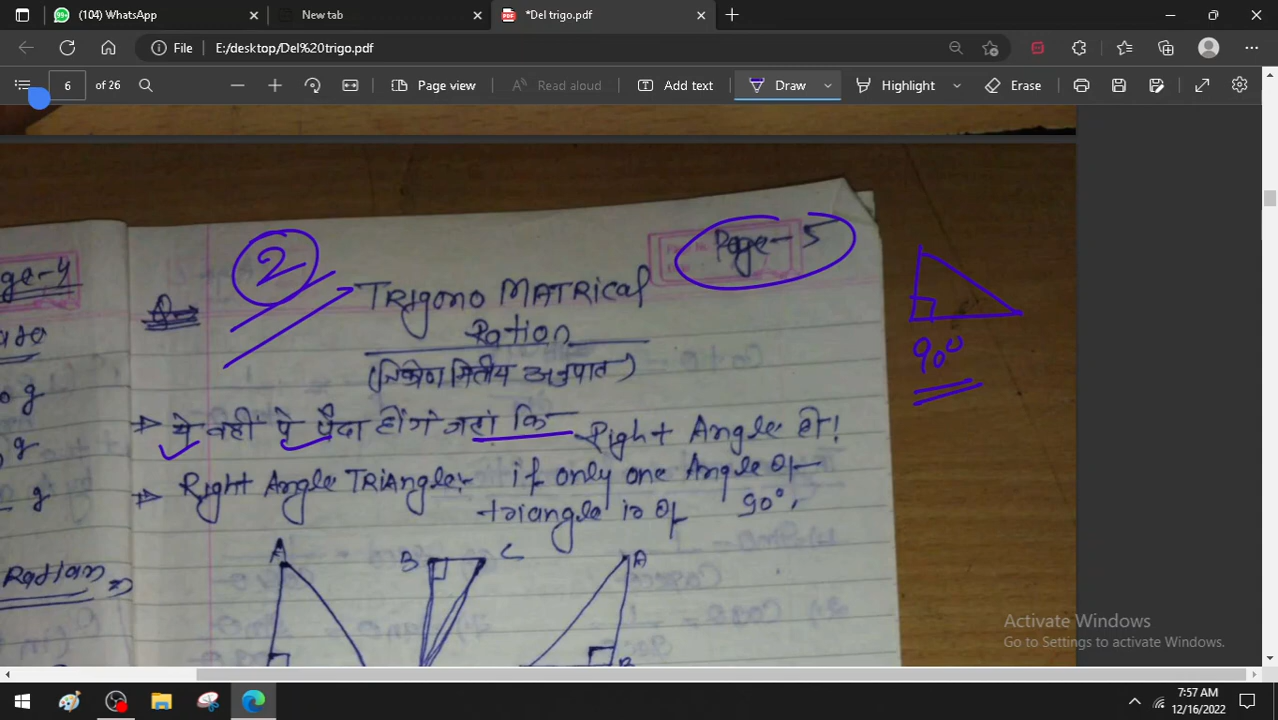 (104) WhatsApp
New tab
*Del trigo.pdf
File
E:/desktop/Del%20trigo.pdf
6 of 26
Page view
Read aloud
Add text
Draw
Highlight
Erase
ge-4
Page-5
2
Trigono MATRical
Ration
(त्रिकोणमितीय अनुपात)
⇒ ये वही पे पैदा होंगे जहां कि Right Angle हो!
⇒ Right Angle TRiangle:- if only one Angle of
triangle is of 90°,
90°
g
g
g
Radian ⇒
A
B
C
A
B
Activate Windows
Go to Settings to activate Windows.
7:57 AM
12/16/2022